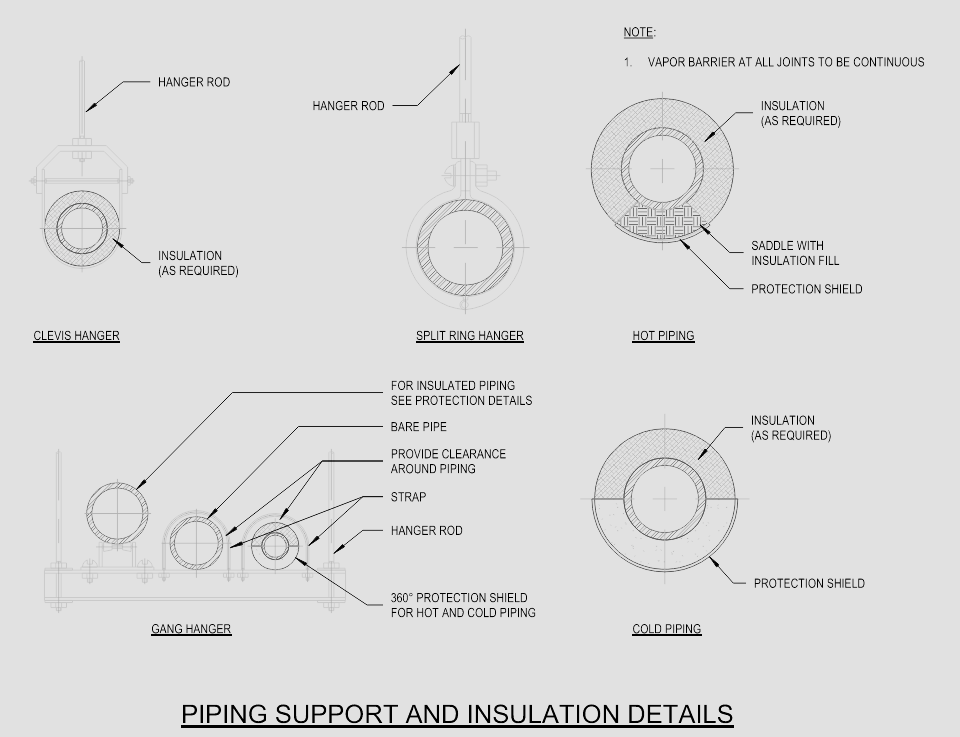 NOTE:
1. VAPOR BARRIER AT ALL JOINTS TO BE CONTINUOUS
HANGER ROD
INSULATION
(AS REQUIRED)
CLEVIS HANGER
HANGER ROD
SPLIT RING HANGER
INSULATION
(AS REQUIRED)
SADDLE WITH
INSULATION FILL
PROTECTION SHIELD
HOT PIPING
FOR INSULATED PIPING
SEE PROTECTION DETAILS
BARE PIPE
PROVIDE CLEARANCE
AROUND PIPING
STRAP
HANGER ROD
360° PROTECTION SHIELD
FOR HOT AND COLD PIPING
GANG HANGER
INSULATION
(AS REQUIRED)
PROTECTION SHIELD
COLD PIPING
PIPING SUPPORT AND INSULATION DETAILS